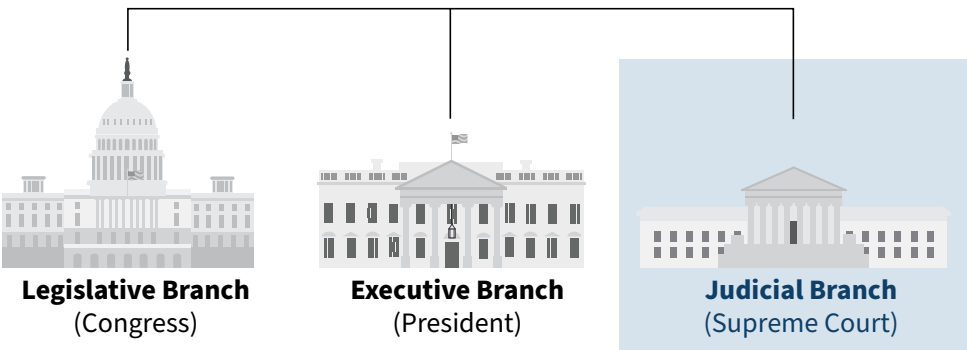 Legislative Branch
(Congress)
Executive Branch
(President)
Judicial Branch
(Supreme Court)